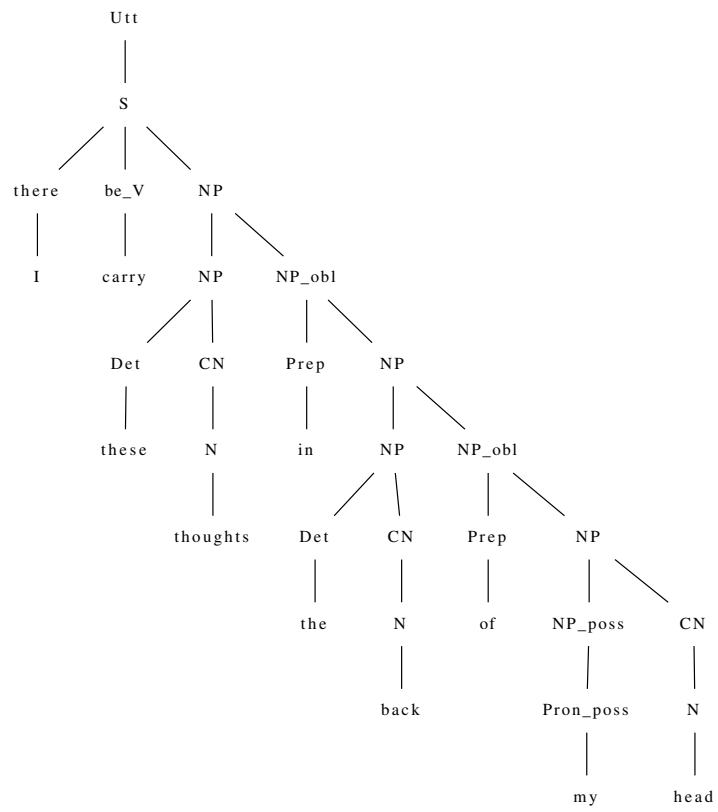 Utt
S
there be_V NP
I carry NP NP_obl
Det CN Prep NP
these N in NP NP_obl
thoughts Det CN Prep NP
the N of NP_poss CN
back Pron_poss N
my head